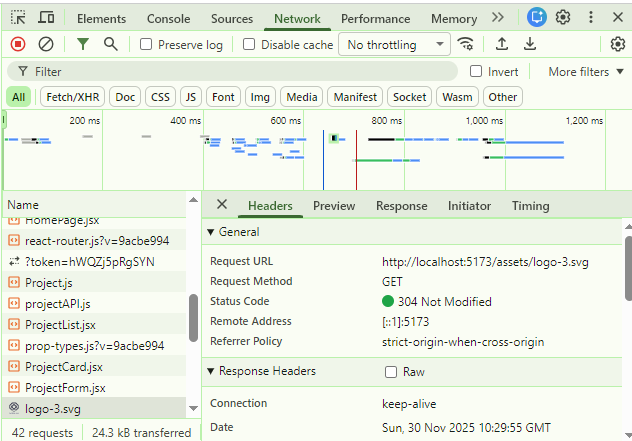 Elements Console Sources Network Performance Memory
Preserve log Disable cache No throttling
Filter Invert More filters
All Fetch/XHR Doc CSS JS Font Img Media Manifest Socket Wasm Other
200 ms 400 ms 600 ms 800 ms 1,000 ms 1,200 ms
Name
HomePage.jsx
react-router.js?v=9acbe994
?token=hWQZj5pRgSYN
Project.js
projectAPI.js
ProjectList.jsx
prop-types.js?v=9acbe994
ProjectCard.jsx
ProjectForm.jsx
logo-3.svg
42 requests 24.3 kB transferred
Headers Preview Response Initiator Timing
General
Request URL http://localhost:5173/assets/logo-3.svg
Request Method GET
Status Code 304 Not Modified
Remote Address [::1]:5173
Referrer Policy strict-origin-when-cross-origin
Response Headers Raw
Connection keep-alive
Date Sun, 30 Nov 2025 10:29:55 GMT